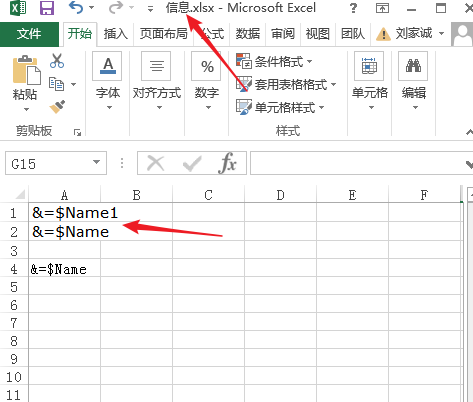 信息.xlsx - Microsoft Excel
文件 开始 插入 页面布局 公式 数据 审阅 视图 开发 团队 刘家诚
粘贴 字体 对齐方式 数字 条件格式 套用表格格式 单元格样式 单元格 编辑
剪贴板 样式
G15 fx
A B C D E F
1 &=$Name1
2 &=$Name
3
4 &=$Name
5
6
7
8
9
10
11